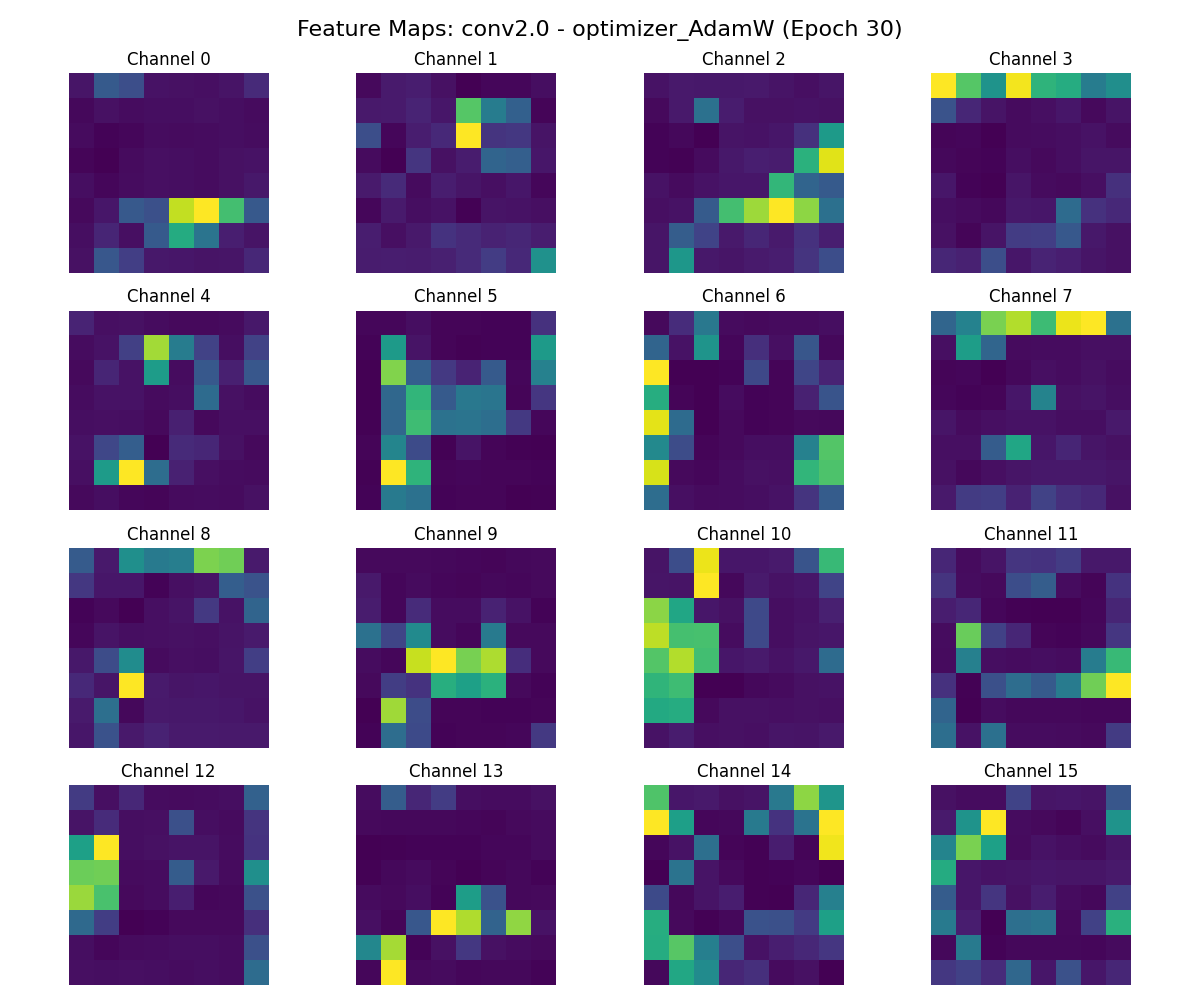 Feature Maps: conv2.0 - optimizer_AdamW (Epoch 30)
Channel 0
Channel 1
Channel 2
Channel 3
Channel 4
Channel 5
Channel 6
Channel 7
Channel 8
Channel 9
Channel 10
Channel 11
Channel 12
Channel 13
Channel 14
Channel 15